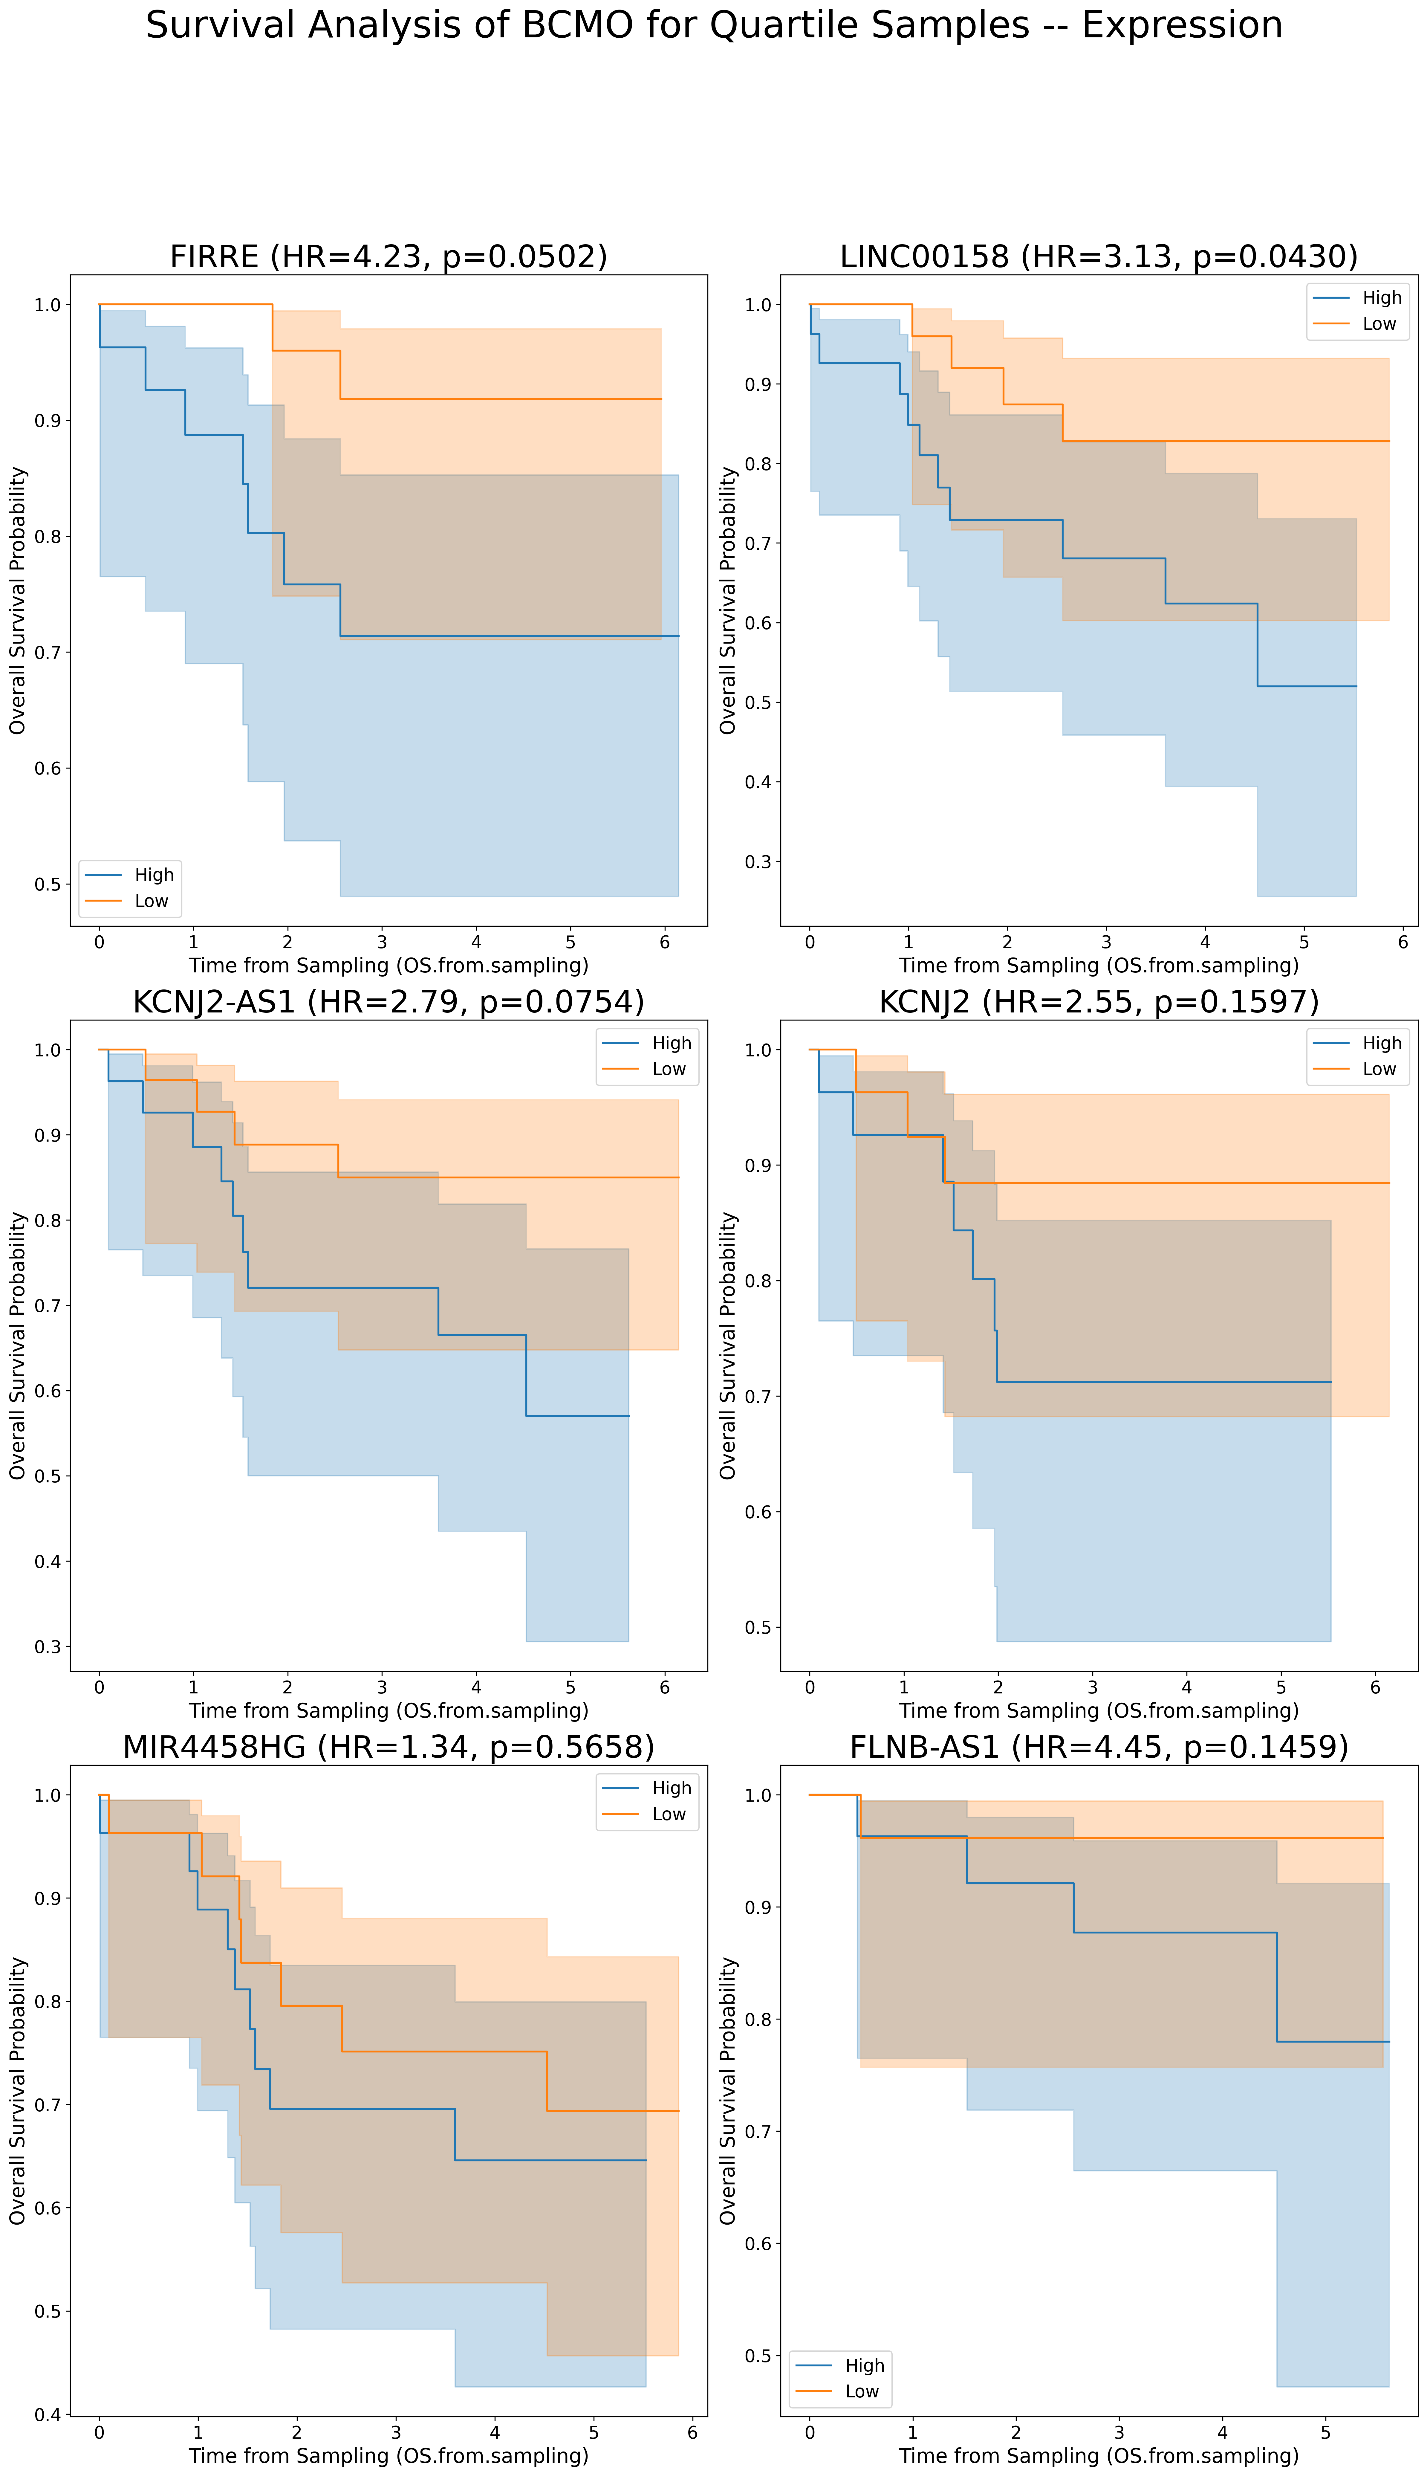 Survival Analysis of BCMO for Quartile Samples -- Expression
FIRRE (HR=4.23, p=0.0502)
1.0
0.9
0.8
0.7
0.6
0.5
Overall Survival Probability
High
Low
0 1 2 3 4 5 6
Time from Sampling (OS.from.sampling)
LINC00158 (HR=3.13, p=0.0430)
High
Low
1.0
0.9
0.8
0.7
0.6
0.5
0.4
0.3
Overall Survival Probability
0 1 2 3 4 5 6
Time from Sampling (OS.from.sampling)
KCNJ2-AS1 (HR=2.79, p=0.0754)
High
Low
1.0
0.9
0.8
0.7
0.6
0.5
0.4
0.3
Overall Survival Probability
0 1 2 3 4 5 6
Time from Sampling (OS.from.sampling)
KCNJ2 (HR=2.55, p=0.1597)
High
Low
1.0
0.9
0.8
0.7
0.6
0.5
Overall Survival Probability
0 1 2 3 4 5 6
Time from Sampling (OS.from.sampling)
MIR4458HG (HR=1.34, p=0.5658)
High
Low
1.0
0.9
0.8
0.7
0.6
0.5
0.4
Overall Survival Probability
0 1 2 3 4 5 6
Time from Sampling (OS.from.sampling)
FLNB-AS1 (HR=4.45, p=0.1459)
1.0
0.9
0.8
0.7
0.6
0.5
Overall Survival Probability
High
Low
0 1 2 3 4 5
Time from Sampling (OS.from.sampling)